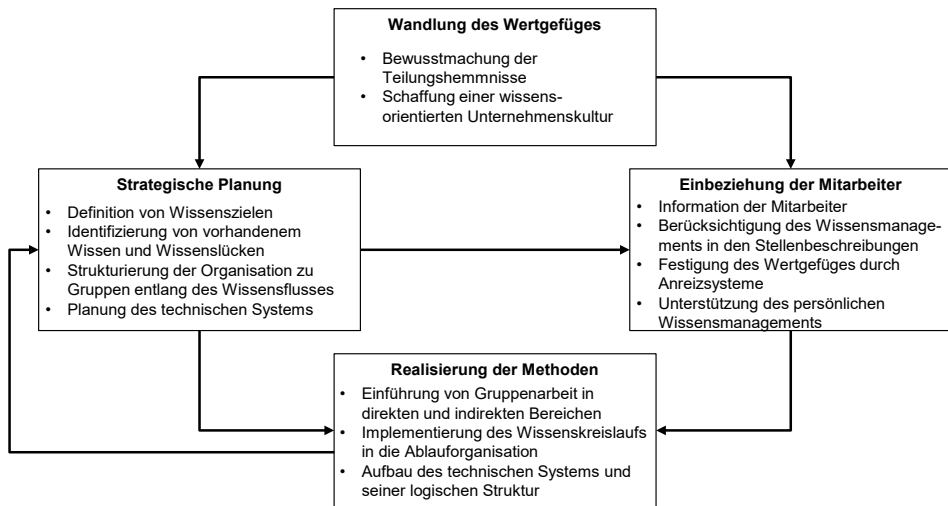 Wandlung des Wertgefüges
• Bewusstmachung der
Teilungshemmnisse
• Schaffung einer wissens-
orientierten Unternehmenskultur
Strategische Planung
• Definition von Wissenszielen
• Identifizierung von vorhandenem
Wissen und Wissenslücken
• Strukturierung der Organisation zu
Gruppen entlang des Wissensflusses
• Planung des technischen Systems
Einbeziehung der Mitarbeiter
• Information der Mitarbeiter
• Berücksichtigung des Wissensmanage-
ments in den Stellenbeschreibungen
• Festigung des Wertgefüges durch
Anreizsysteme
• Unterstützung des persönlichen
Wissensmanagements
Realisierung der Methoden
• Einführung von Gruppenarbeit in
direkten und indirekten Bereichen
• Implementierung des Wissenskreislaufs
in die Ablauforganisation
• Aufbau des technischen Systems und
seiner logischen Struktur